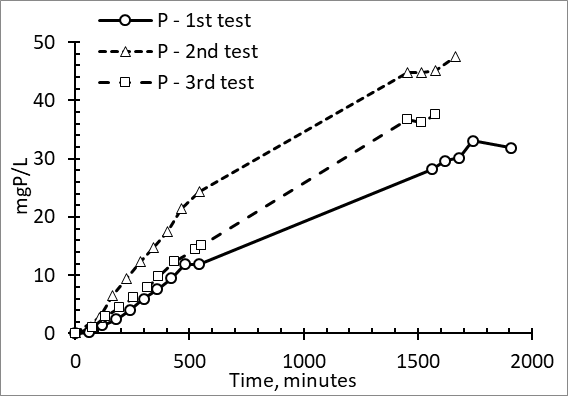 P - 1st test
P - 2nd test
P - 3rd test
50
40
30
20
10
0
mgP/L
0 500 1000 1500 2000
Time, minutes